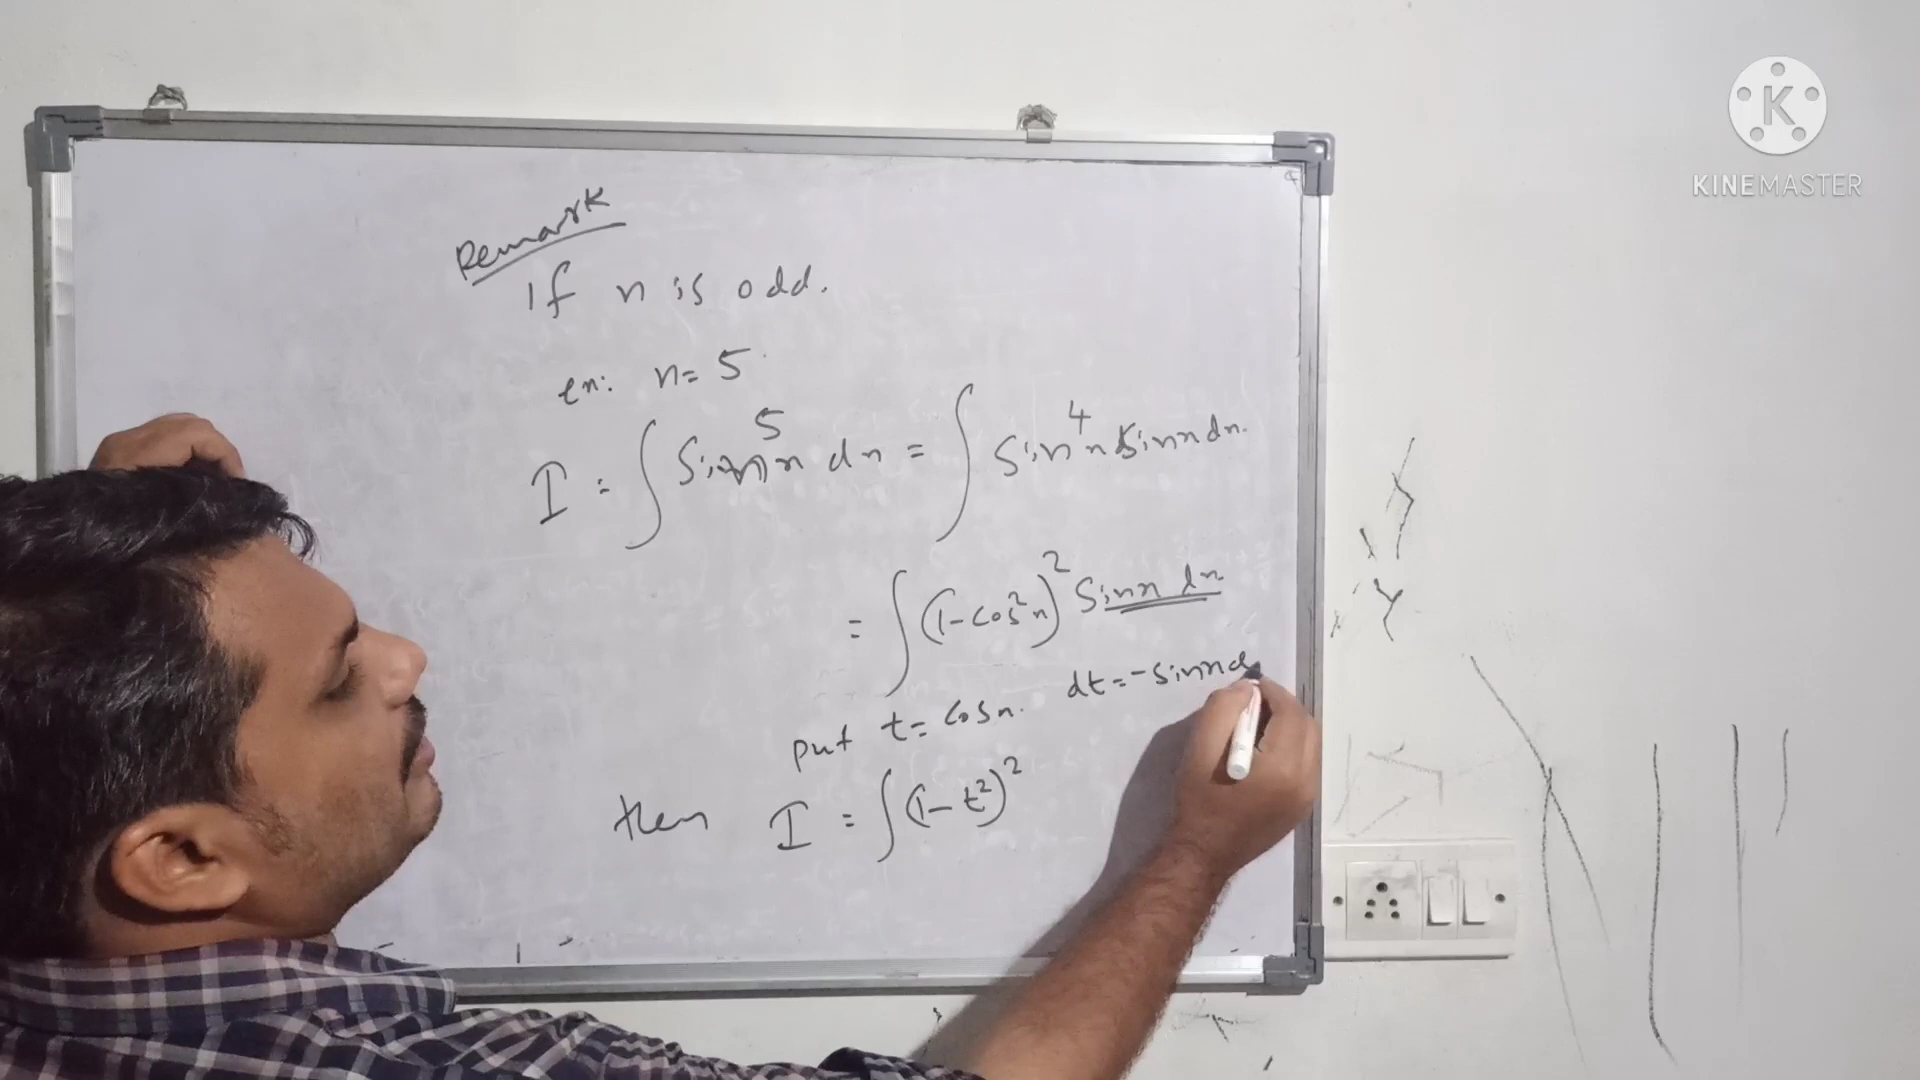 Remark
If n is odd.
ex: n = 5
I = ∫ sin⁵x dx = ∫ sin⁴x sinx dx.
= ∫ (1-cos²x)² sinx dx
put t = cosx. dt = -sinx d
then I = ∫ (1-t²)²
K
KINEMASTER